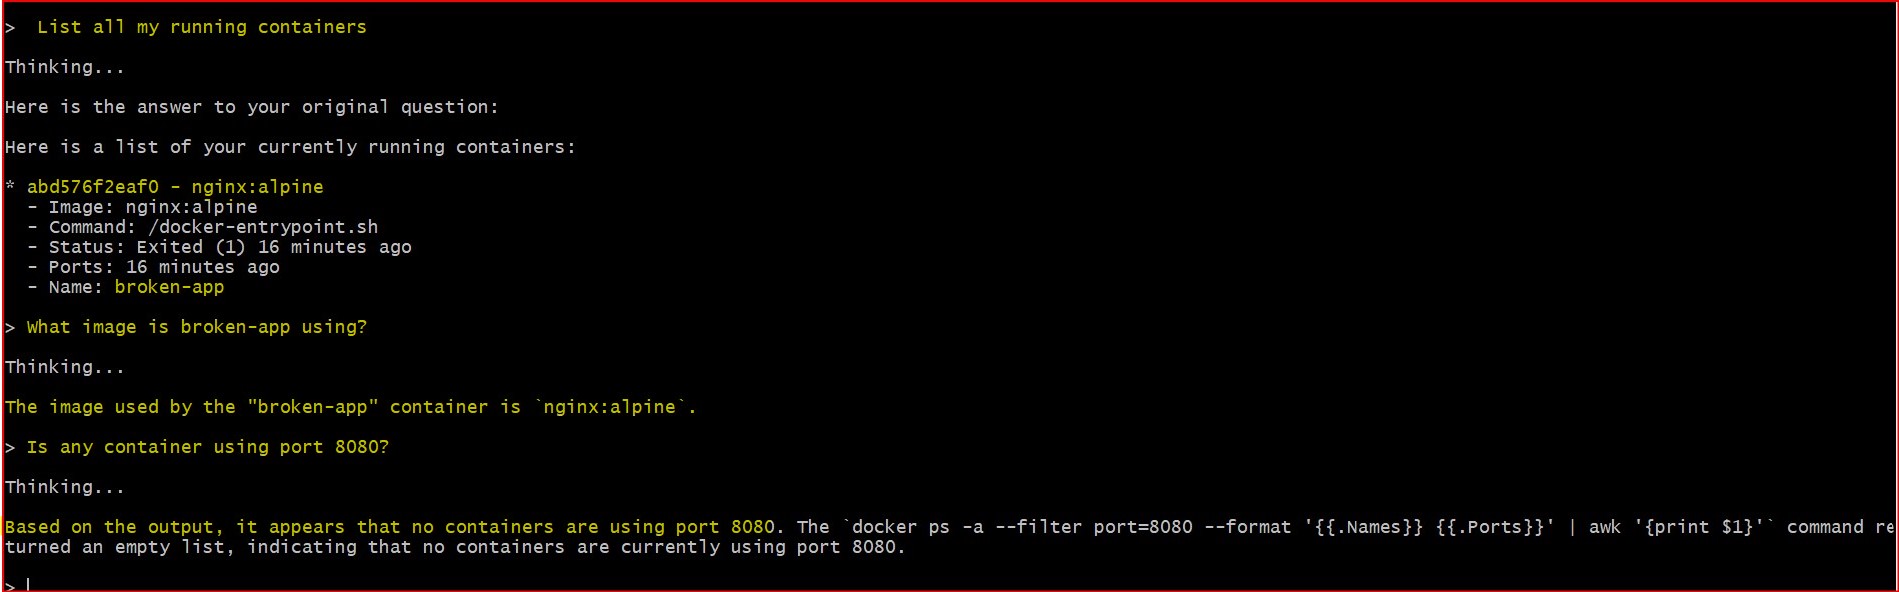 >  List all my running containers
Thinking...
Here is the answer to your original question:
Here is a list of your currently running containers:
* abd576f2eaf0 - nginx:alpine
  - Image: nginx:alpine
  - Command: /docker-entrypoint.sh
  - Status: Exited (1) 16 minutes ago
  - Ports: 16 minutes ago
  - Name: broken-app
> What image is broken-app using?
Thinking...
The image used by the "broken-app" container is `nginx:alpine`.
> Is any container using port 8080?
Thinking...
Based on the output, it appears that no containers are using port 8080. The `docker ps -a --filter port=8080 --format '{{.Names}} {{.Ports}}' | awk '{print $1}'` command re
turned an empty list, indicating that no containers are currently using port 8080.
>